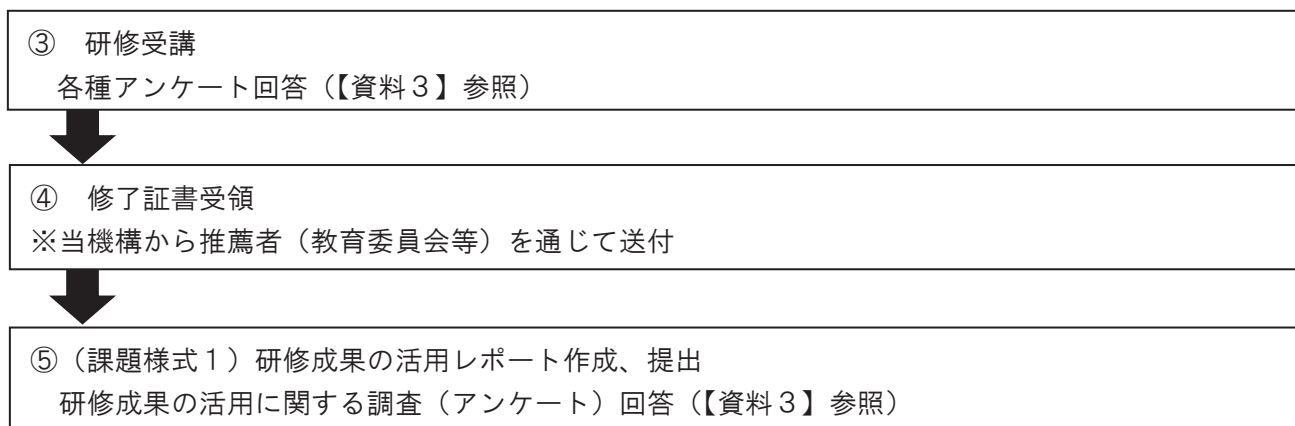 ③　研修受講
各種アンケート回答（【資料３】参照）
④　修了証書受領
※当機構から推薦者（教育委員会等）を通じて送付
⑤（課題様式１）研修成果の活用レポート作成、提出
研修成果の活用に関する調査（アンケート）回答（【資料３】参照）